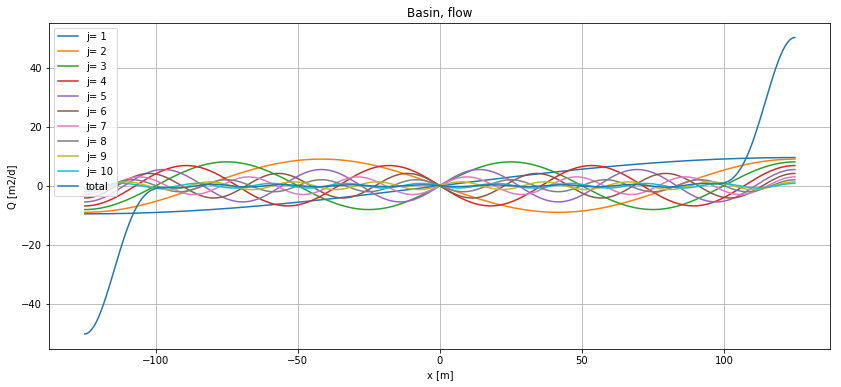 Basin, flow
j= 1
j= 2
j= 3
j= 4
j= 5
j= 6
j= 7
j= 8
j= 9
j= 10
total
Q [m2/d]
40
20
0
−20
−40
−100
−50
0
50
100
x [m]